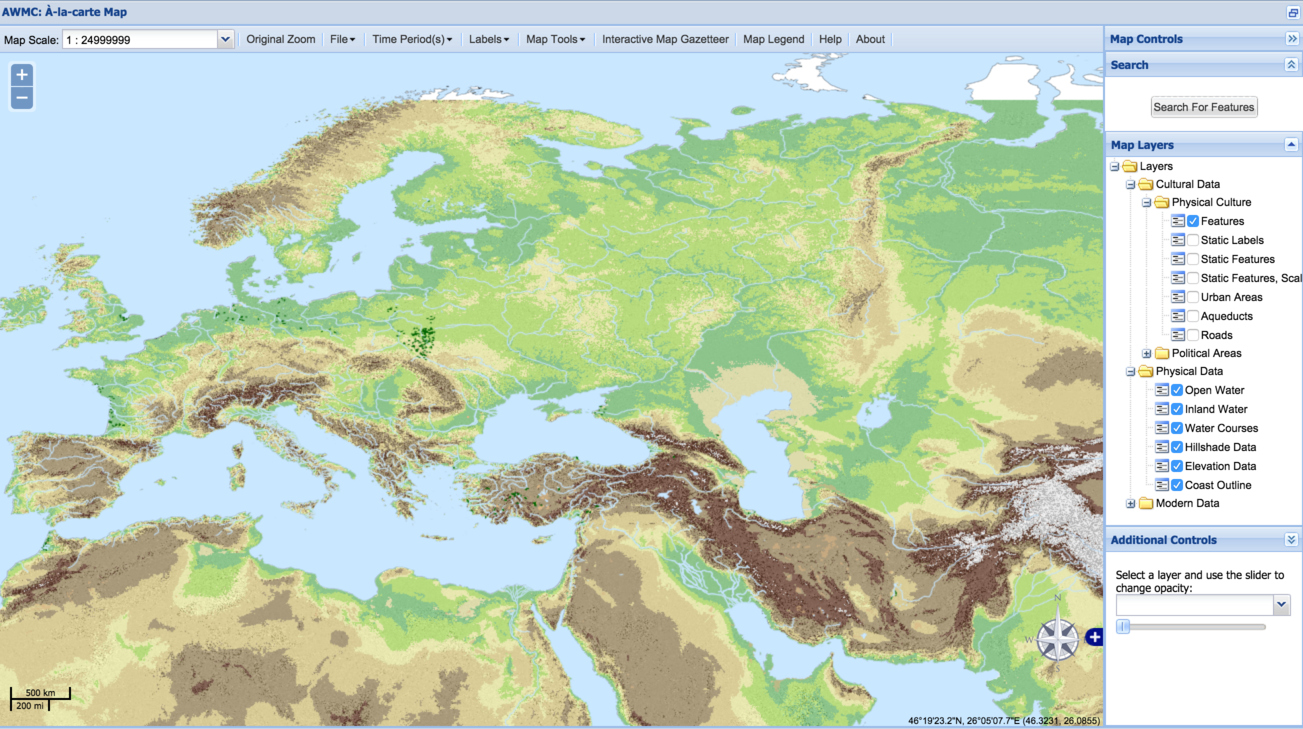 AWMC: À-la-carte Map
Map Scale: 1 : 24999999 Original Zoom File Time Period(s) Labels Map Tools Interactive Map Gazetteer Map Legend Help About
Map Controls
Search
Search For Features
Map Layers
Layers
Cultural Data
Physical Culture
Features
Static Labels
Static Features
Static Features, Scal
Urban Areas
Aqueducts
Roads
Political Areas
Physical Data
Open Water
Inland Water
Water Courses
Hillshade Data
Elevation Data
Coast Outline
Modern Data
Additional Controls
Select a layer and use the slider to
change opacity:
N
W
S
500 km
200 mi
46°19'23.2"N, 26°05'07.7"E (46.3231, 26.0855)